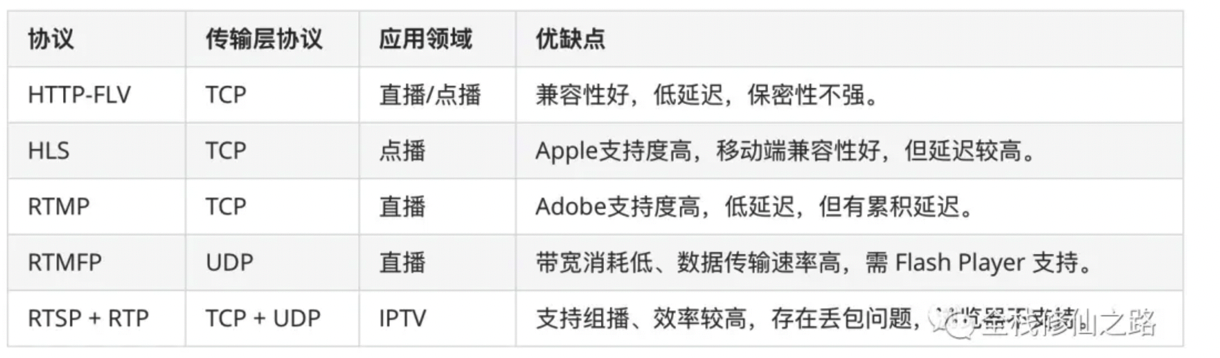 协议 传输层协议 应用领域 优缺点
HTTP-FLV TCP 直播/点播 兼容性好，低延迟，保密性不强。
HLS TCP 点播 Apple支持度高，移动端兼容性好，但延迟较高。
RTMP TCP 直播 Adobe支持度高，低延迟，但有累积延迟。
RTMFP UDP 直播 带宽消耗低、数据传输速率高，需 Flash Player 支持。
RTSP + RTP TCP + UDP IPTV 支持组播、效率较高，存在丢包问题，
全栈修仙之路